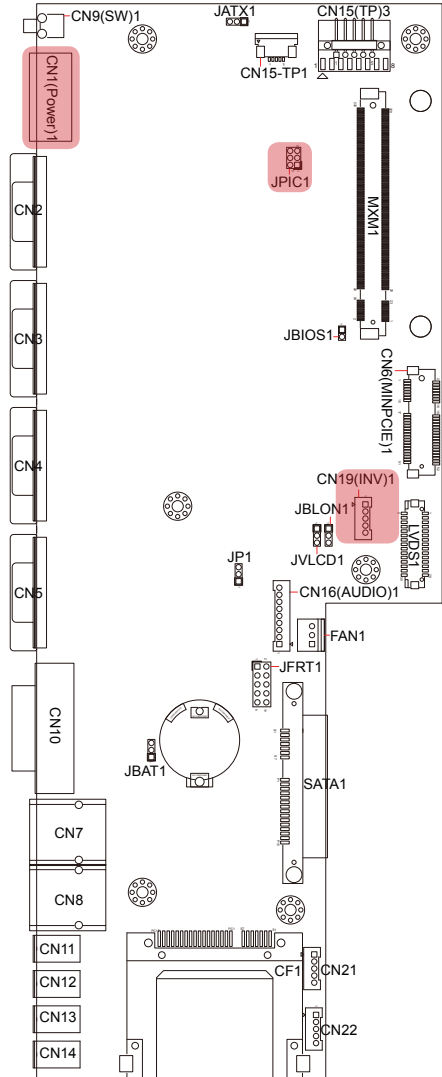 CN9(SW)1
JATX1
CN15(TP)3
CN15-TP1
1
8
CN1(Power)1
JPIC1
MXM1
CN2
CN3
JBIOS1
CN6(MINPCIE)1
CN4
CN19(INV)1
JBLON1
LVDS1
JVLCD1
JP1
CN5
CN16(AUDIO)1
FAN1
JFRT1
CN10
JBAT1
SATA1
CN7
CN8
CN11
CF1
CN21
CN12
CN13
CN22
CN14